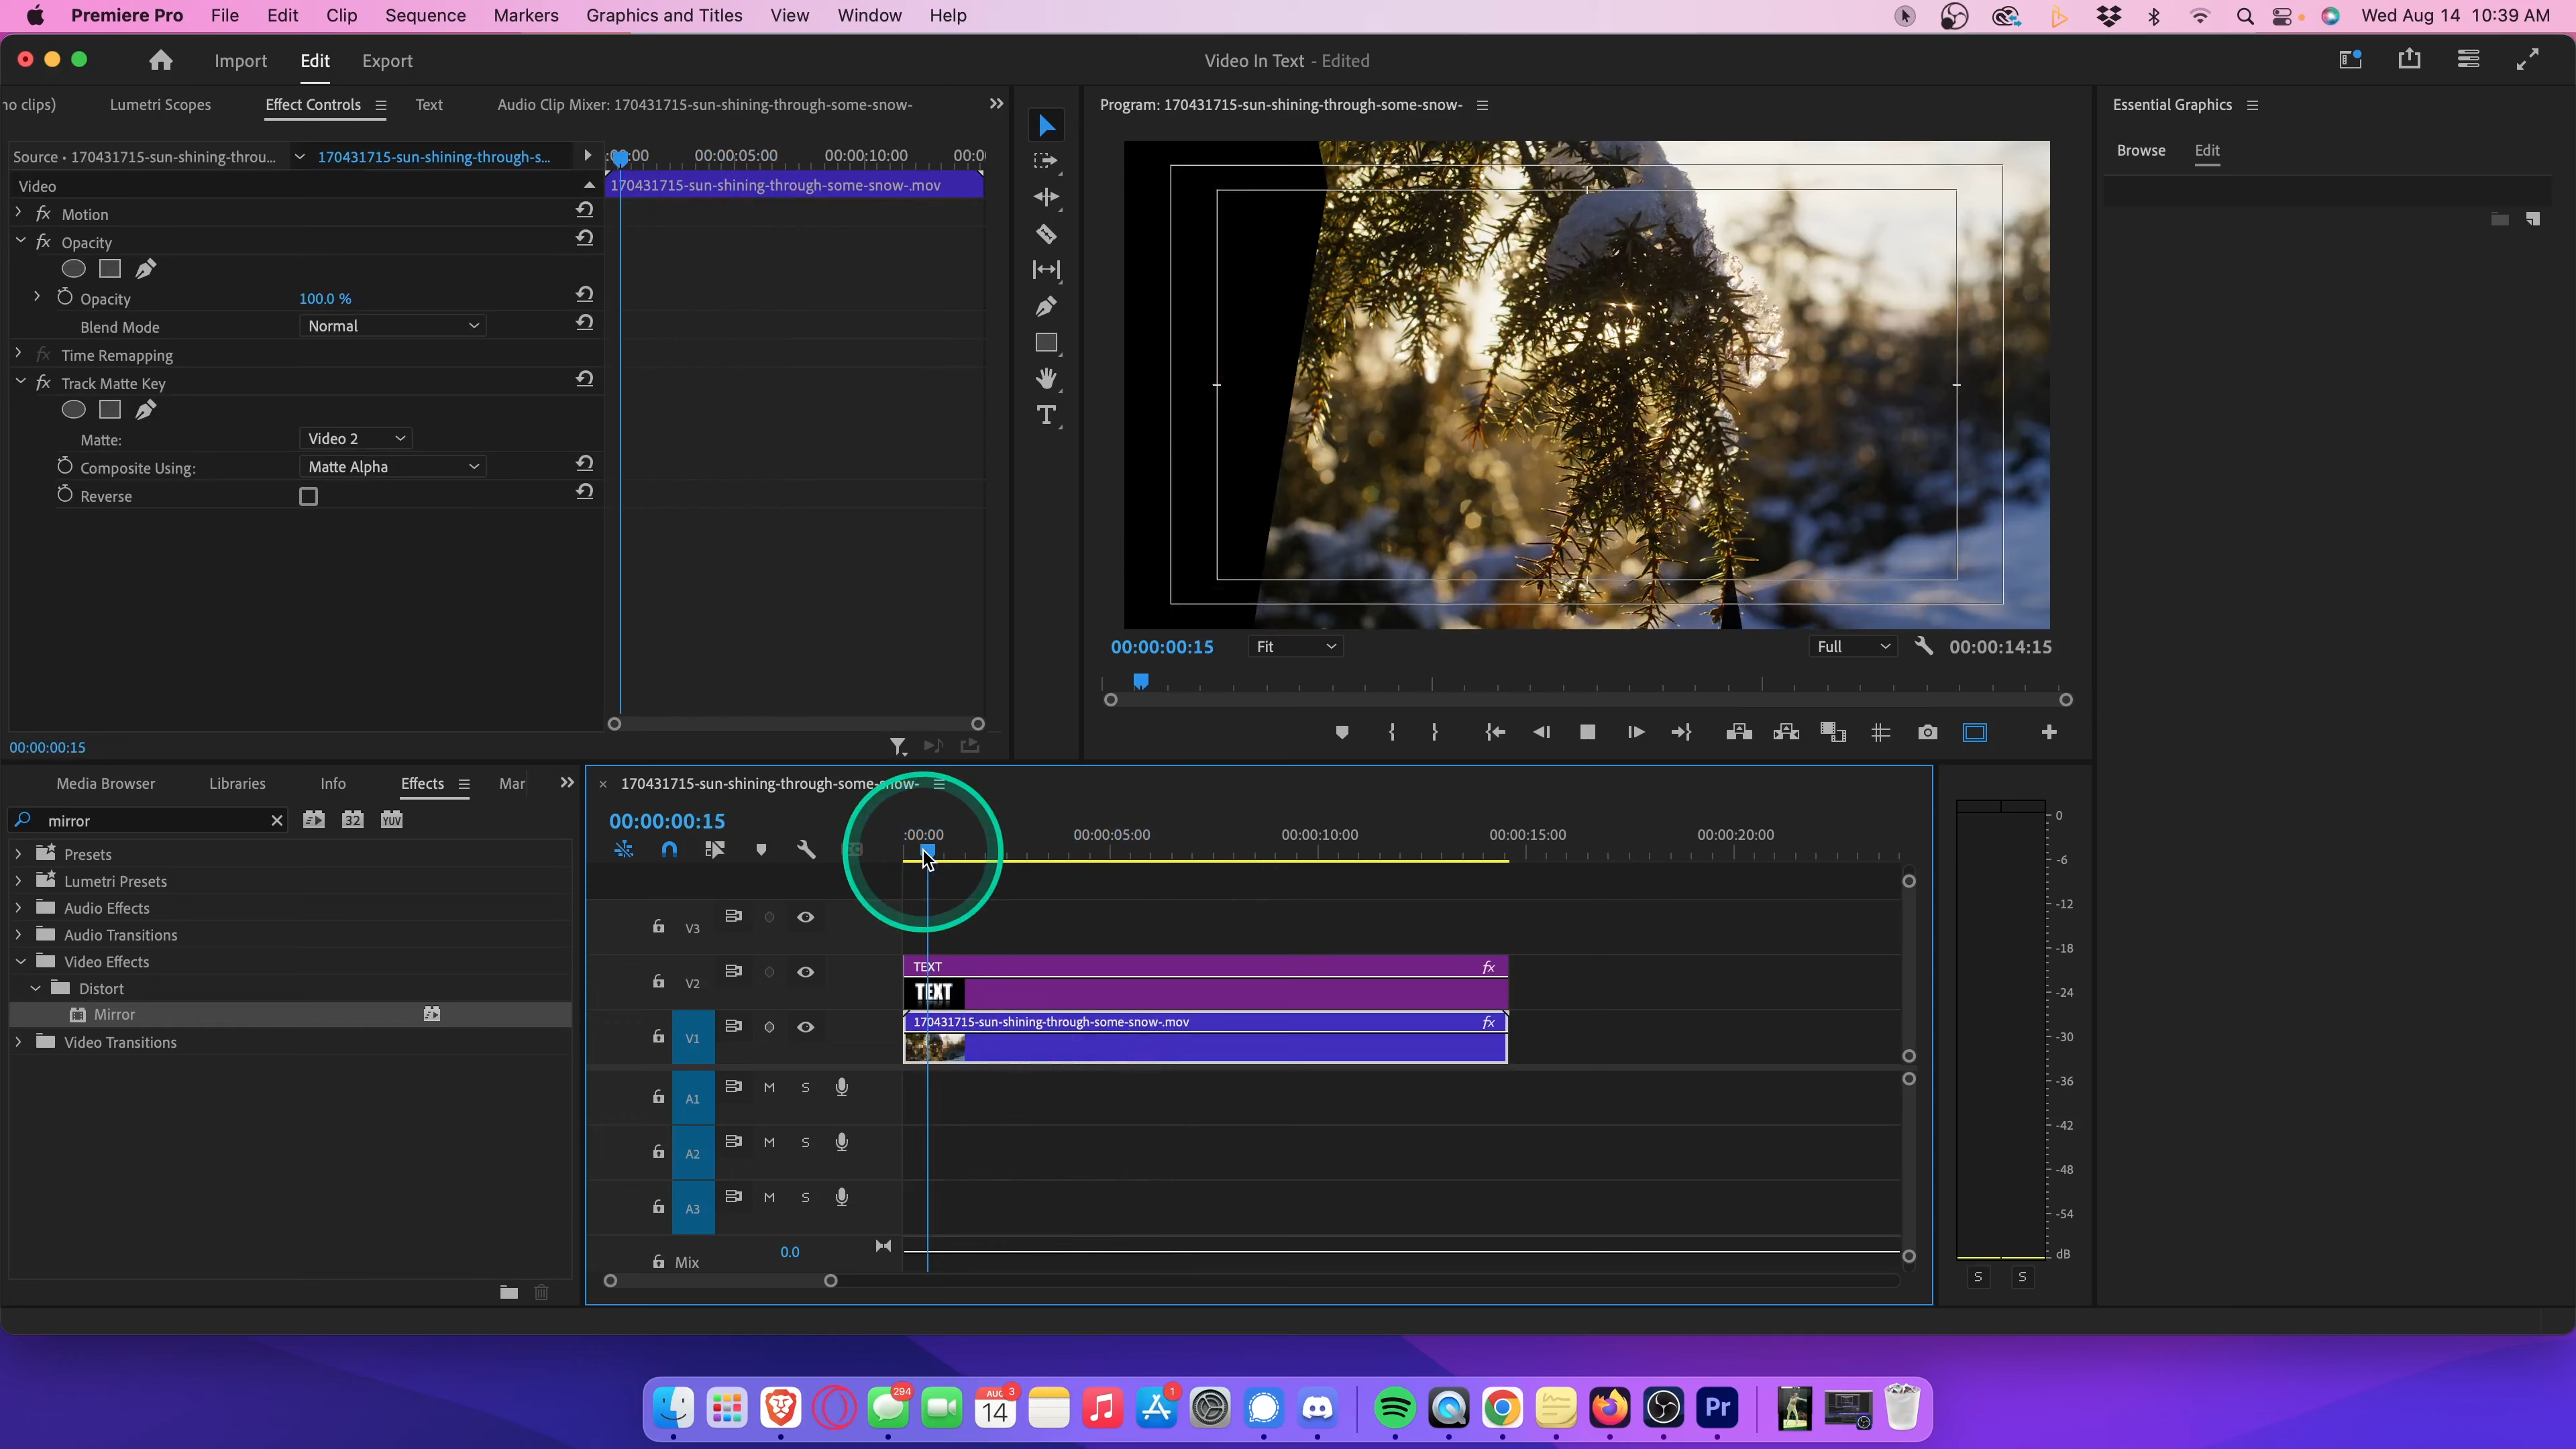 Premiere Pro File Edit Clip Sequence Markers Graphics and Titles View Window Help Wed Aug 14 10:39 AM
Import Edit Export Video In Text - Edited
no clips) Lumetri Scopes Effect Controls Text Audio Clip Mixer: 170431715-sun-shining-through-some-snow-
Program: 170431715-sun-shining-through-some-snow-
Essential Graphics
Browse Edit
Source • 170431715-sun-shining-throu... 170431715-sun-shining-through-s...
:00:00 00:00:05:00 00:00:10:00 00:0
Video 170431715-sun-shining-through-some-snow-.mov
fx Motion
fx Opacity
Opacity 100.0 %
Blend Mode Normal
fx Time Remapping
fx Track Matte Key
Matte: Video 2
Composite Using: Matte Alpha
Reverse
00:00:00:15 Fit Full 00:00:14:15
00:00:00:15
Media Browser Libraries Info Effects Mar
170431715-sun-shining-through-some-snow-
mirror 32 YUV
00:00:00:15
:00:00 00:00:05:00 00:00:10:00 00:00:15:00 00:00:20:00
Presets
Lumetri Presets
Audio Effects
Audio Transitions
Video Effects
Distort
Mirror
Video Transitions
V3
V2 TEXT fx
TEXT
V1 170431715-sun-shining-through-some-snow-.mov fx
A1 M S
A2 M S
A3 M S
Mix 0.0
0
-6
-12
-18
-24
-30
-36
-42
-48
-54
dB
S S
294 AUG 3 14 1 Pr